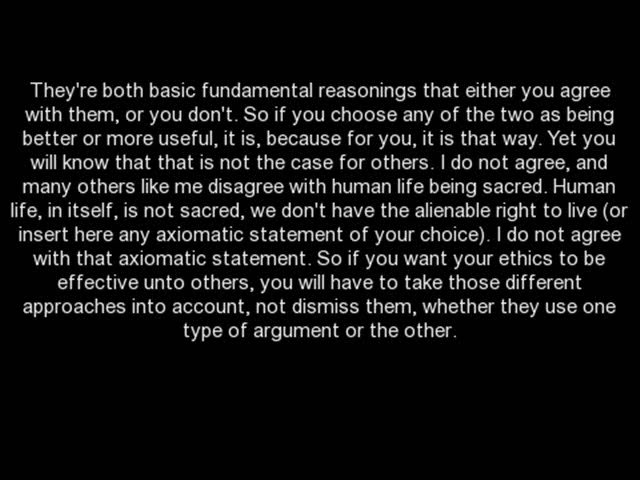 They're both basic fundamental reasonings that either you agree
with them, or you don't. So if you choose any of the two as being
better or more useful, it is, because for you, it is that way. Yet you
will know that that is not the case for others. I do not agree, and
many others like me disagree with human life being sacred. Human
life, in itself, is not sacred, we don't have the alienable right to live (or
insert here any axiomatic statement of your choice). I do not agree
with that axiomatic statement. So if you want your ethics to be
effective unto others, you will have to take those different
approaches into account, not dismiss them, whether they use one
type of argument or the other.